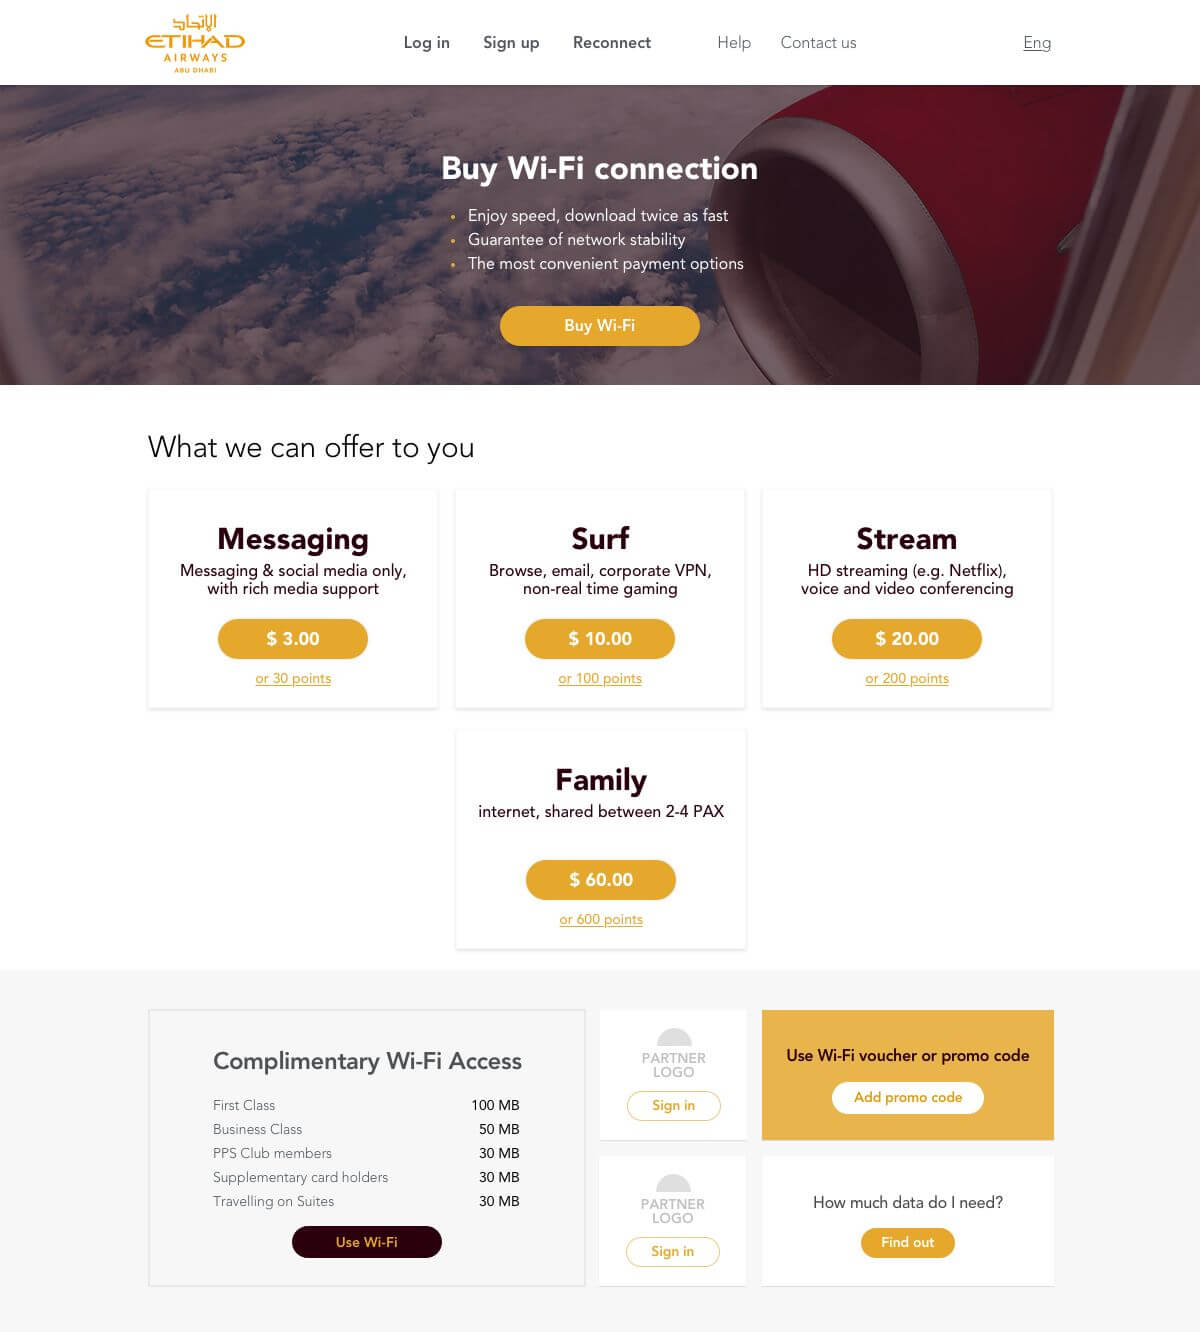 الإتحاد
ETIHAD
AIRWAYS
ABU DHABI
Log in Sign up Reconnect Help Contact us Eng
Buy Wi-Fi connection
• Enjoy speed, download twice as fast
• Guarantee of network stability
• The most convenient payment options
Buy Wi-Fi
What we can offer to you
Messaging
Messaging & social media only,
with rich media support
$ 3.00
or 30 points
Surf
Browse, email, corporate VPN,
non-real time gaming
$ 10.00
or 100 points
Stream
HD streaming (e.g. Netflix),
voice and video conferencing
$ 20.00
or 200 points
Family
internet, shared between 2-4 PAX
$ 60.00
or 600 points
Complimentary Wi-Fi Access
First Class 100 MB
Business Class 50 MB
PPS Club members 30 MB
Supplementary card holders 30 MB
Travelling on Suites 30 MB
Use Wi-Fi
PARTNER
LOGO
Sign in
PARTNER
LOGO
Sign in
Use Wi-Fi voucher or promo code
Add promo code
How much data do I need?
Find out